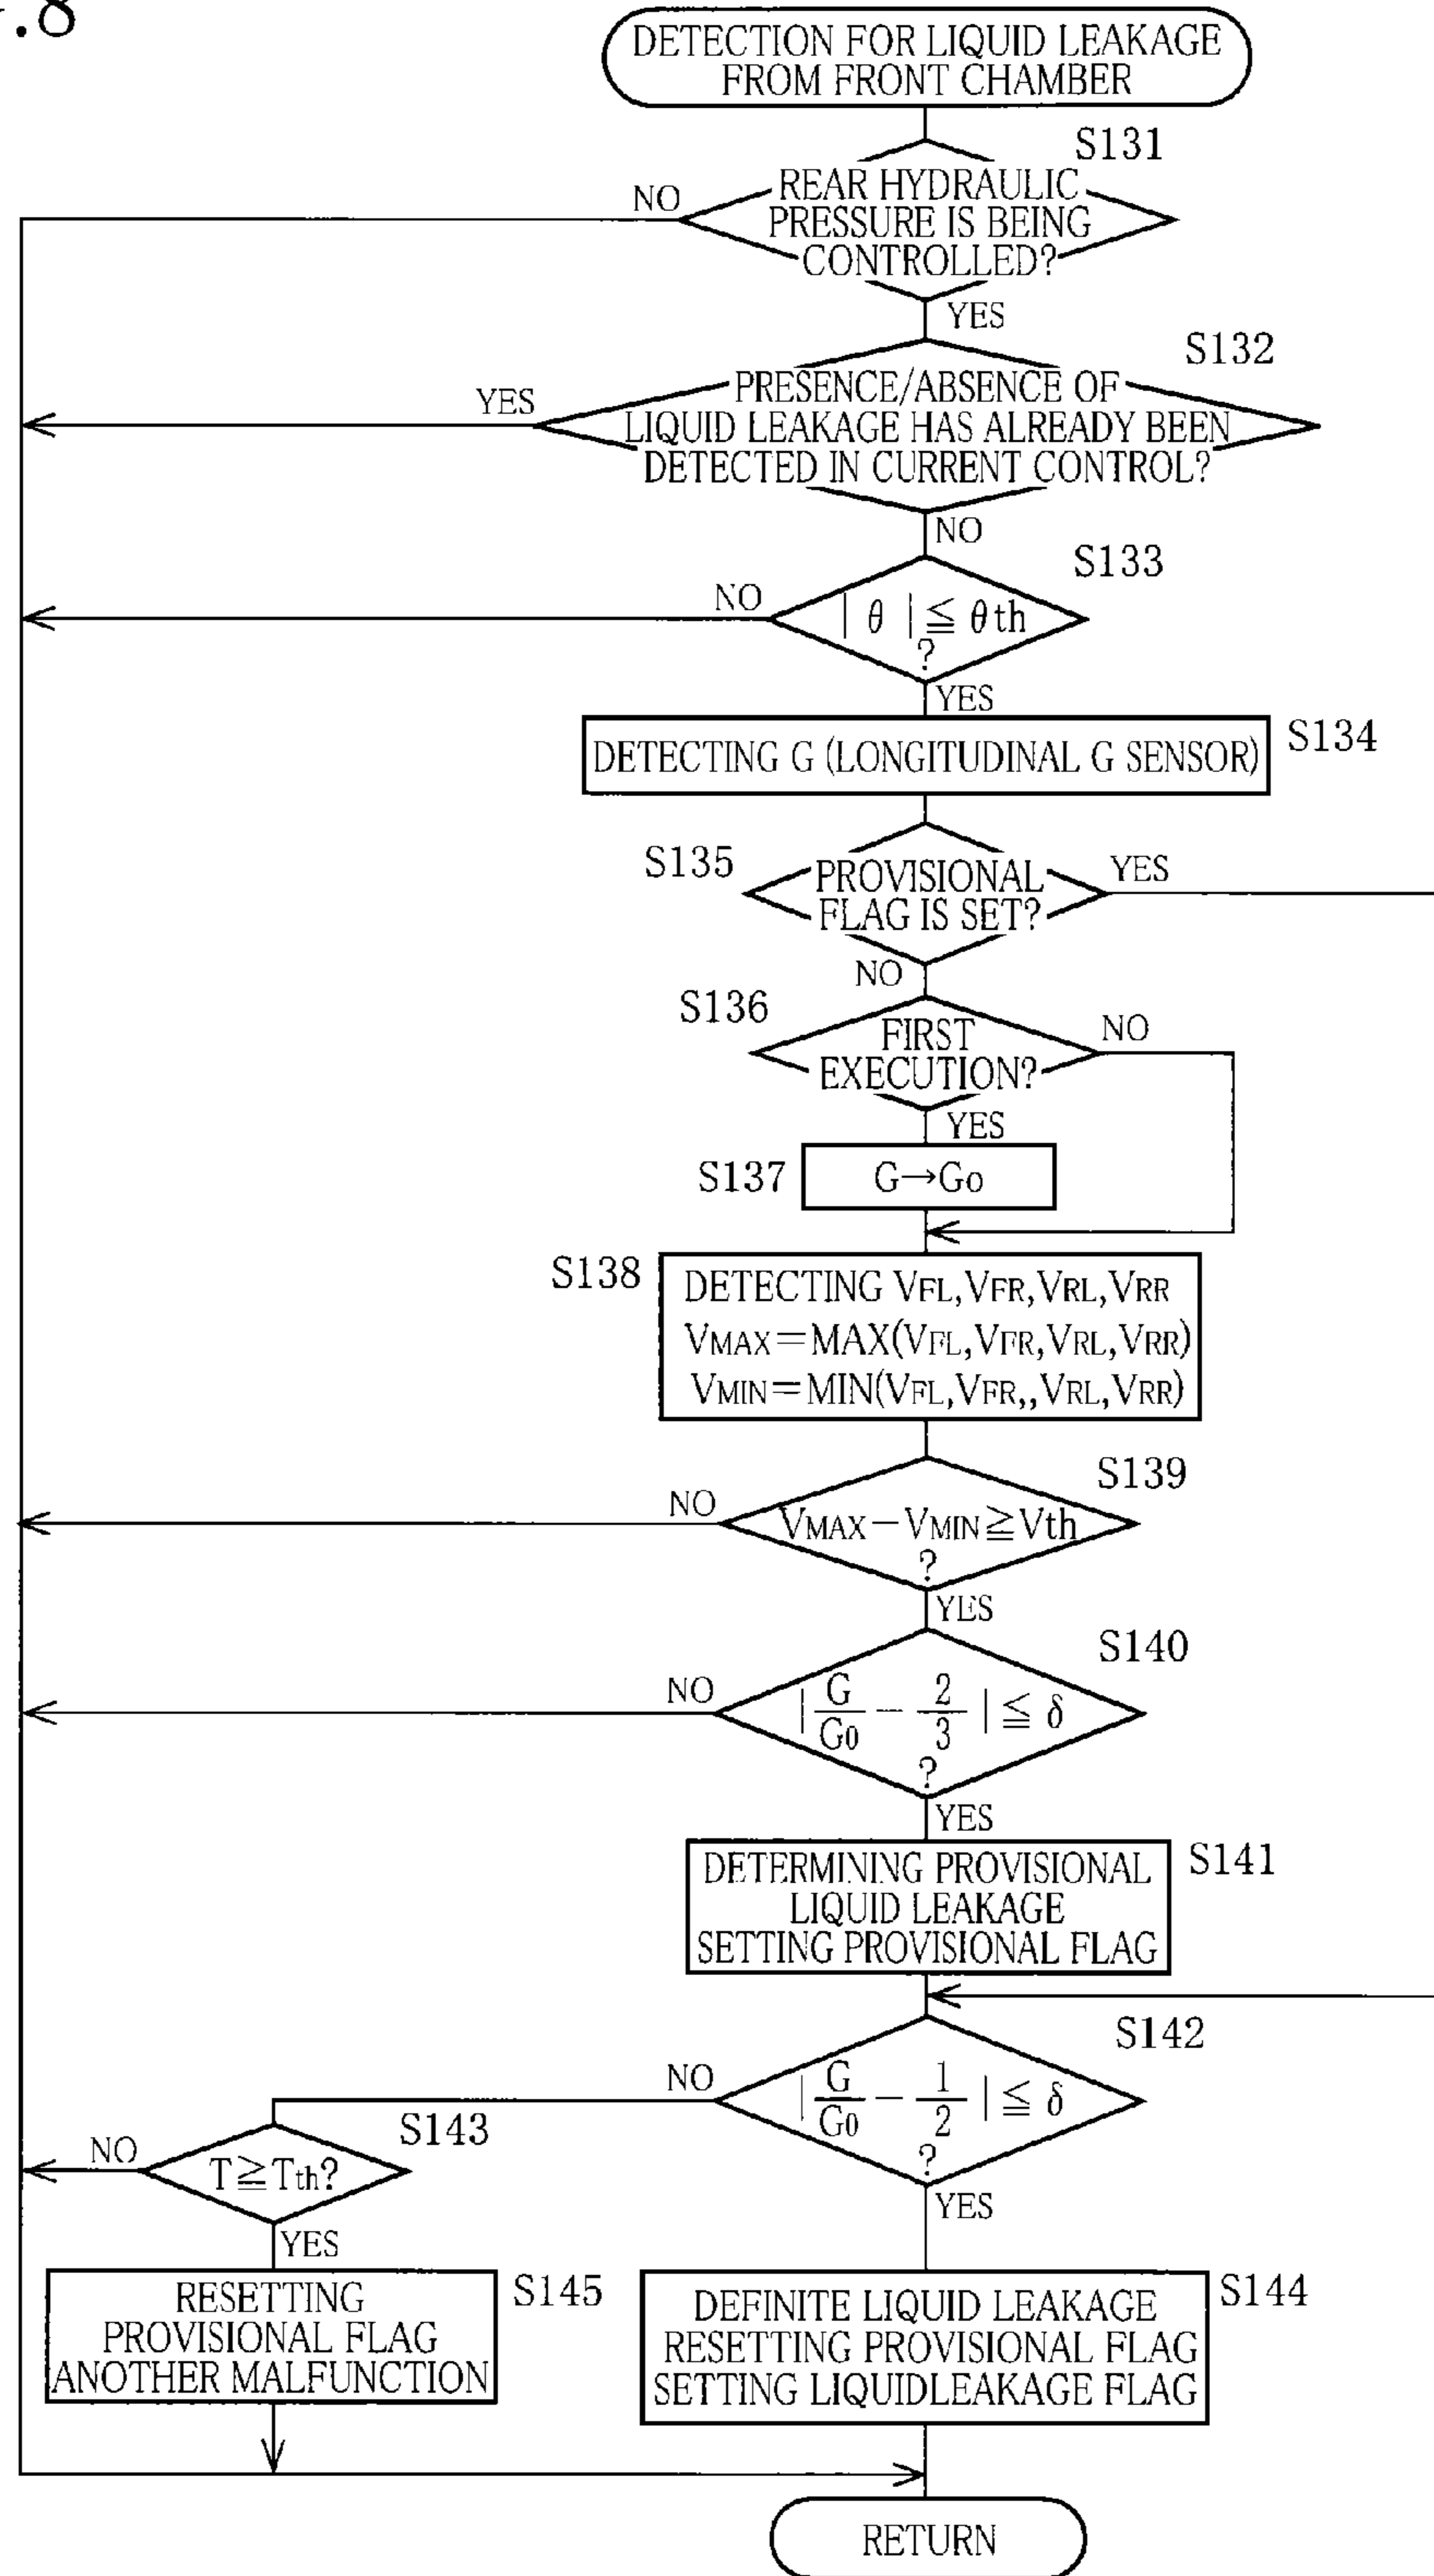 .8
DETECTION FOR LIQUID LEAKAGE
FROM FRONT CHAMBER
S131
REAR HYDRAULIC
PRESSURE IS BEING
CONTROLLED?
NO
YES
S132
PRESENCE/ABSENCE OF
LIQUID LEAKAGE HAS ALREADY BEEN
DETECTED IN CURRENT CONTROL?
YES
NO
S133
| θ | ≦ θth
?
NO
YES
DETECTING G (LONGITUDINAL G SENSOR)
S134
S135
PROVISIONAL
FLAG IS SET?
YES
NO
S136
FIRST
EXECUTION?
NO
YES
S137
G→Go
S138
DETECTING VFL,VFR,VRL,VRR
VMAX=MAX(VFL,VFR,VRL,VRR)
VMIN=MIN(VFL,VFR,,VRL,VRR)
S139
VMAX-VMIN≧Vth
?
NO
YES
S140
|G/G0 - 2/3| ≦ δ
?
NO
YES
DETERMINING PROVISIONAL
LIQUID LEAKAGE
SETTING PROVISIONAL FLAG
S141
S142
|G/G0 - 1/2| ≦ δ
?
NO
YES
S143
T≧Tth?
NO
YES
RESETTING
PROVISIONAL FLAG
ANOTHER MALFUNCTION
S145
DEFINITE LIQUID LEAKAGE
RESETTING PROVISIONAL FLAG
SETTING LIQUIDLEAKAGE FLAG
S144
RETURN